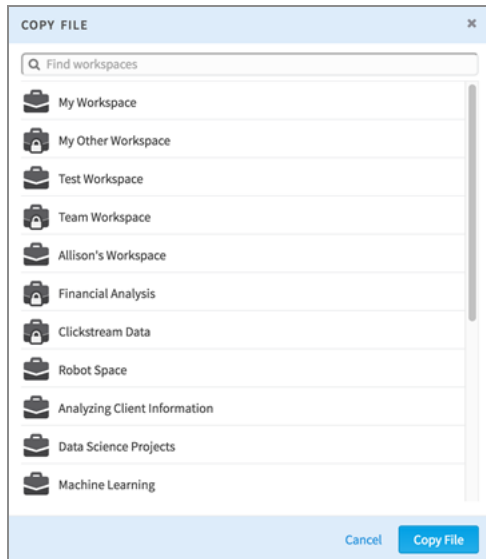 COPY FILE
Find workspaces
My Workspace
My Other Workspace
Test Workspace
Team Workspace
Allison's Workspace
Financial Analysis
Clickstream Data
Robot Space
Analyzing Client Information
Data Science Projects
Machine Learning
Cancel Copy File